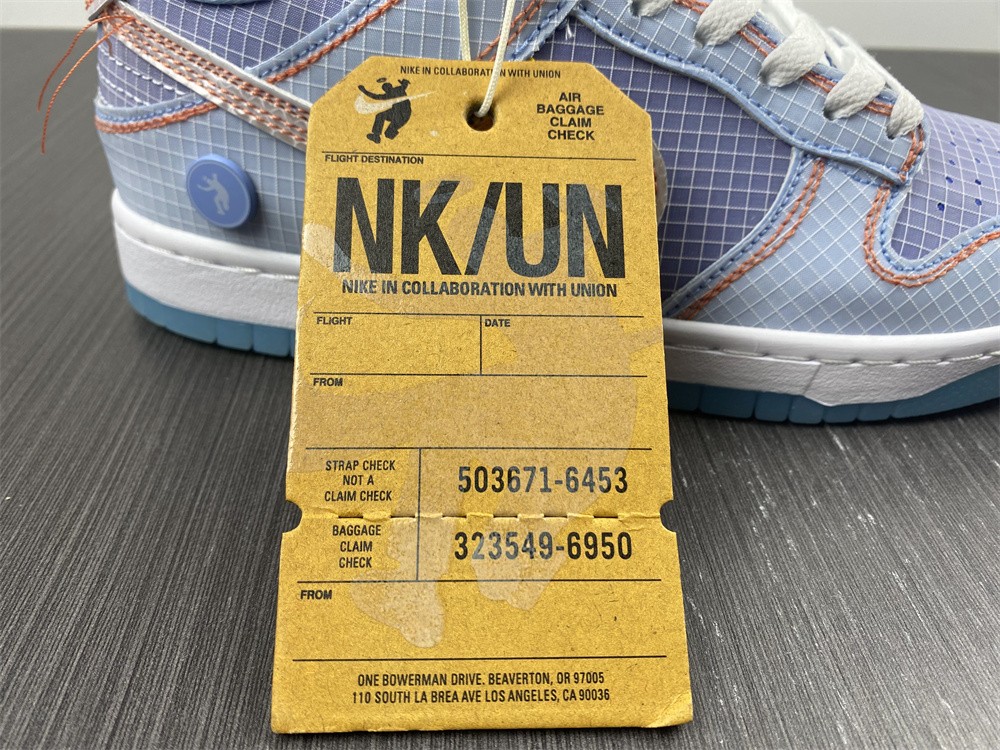 NIKE IN COLLABORATION WITH UNION
AIR
BAGGAGE
CLAIM
CHECK
FLIGHT DESTINATION
NK/UN
NIKE IN COLLABORATION WITH UNION
FLIGHT
DATE
FROM
STRAP CHECK
NOT A
CLAIM CHECK
503671-6453
BAGGAGE
CLAIM
CHECK
323549-6950
FROM
ONE BOWERMAN DRIVE. BEAVERTON, OR 97005
110 SOUTH LA BREA AVE LOS ANGELES, CA 90036